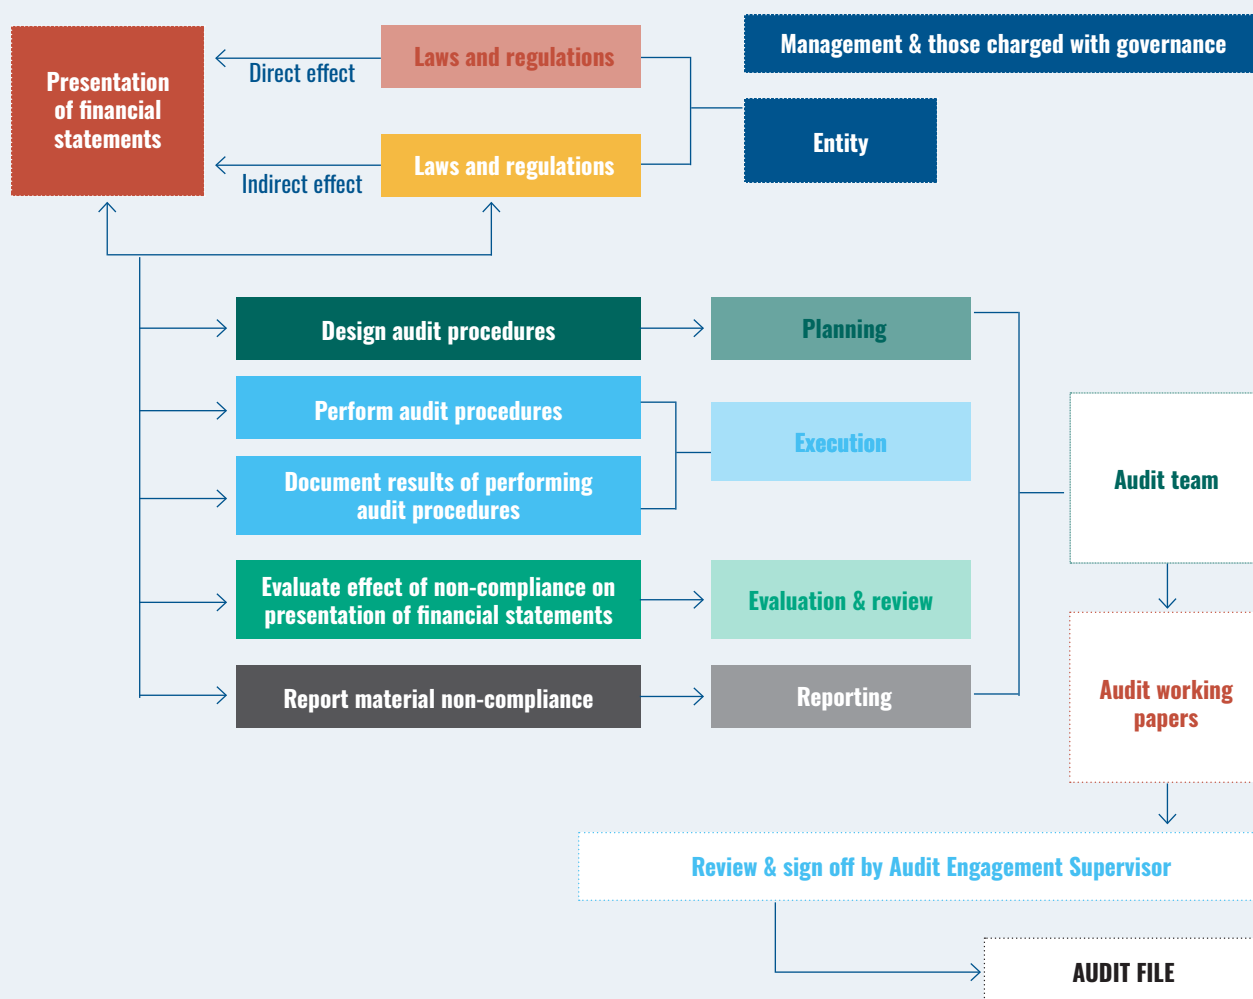 Presentation
of financial
statements
Direct effect
Laws and regulations
Management & those charged with governance
Indirect effect
Laws and regulations
Entity
Design audit procedures
Planning
Perform audit procedures
Execution
Document results of performing
audit procedures
Audit team
Evaluate effect of non-compliance on
presentation of financial statements
Evaluation & review
Report material non-compliance
Reporting
Audit working
papers
Review & sign off by Audit Engagement Supervisor
AUDIT FILE